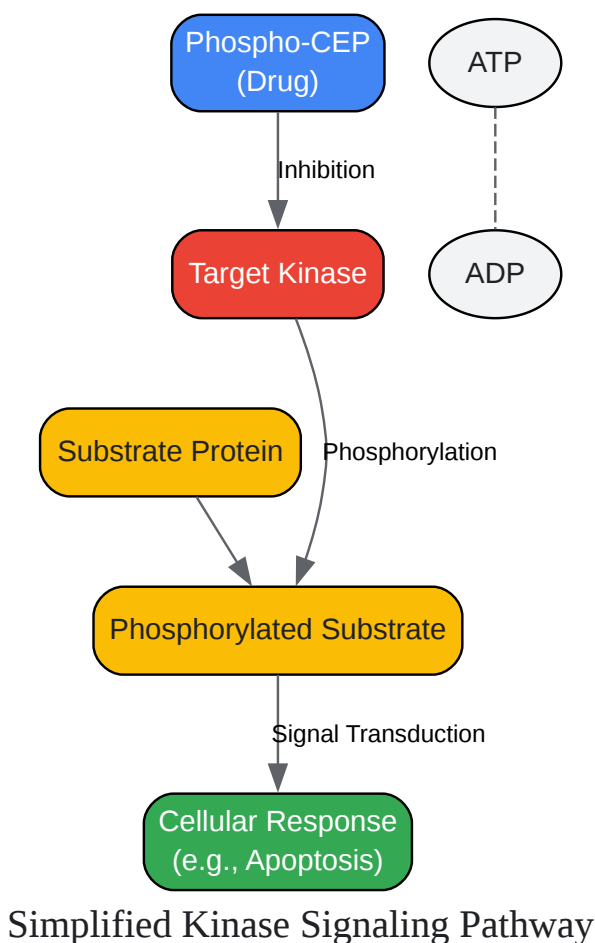 Phospho-CEP
(Drug)
ATP
Inhibition
Target Kinase
ADP
Substrate Protein
Phosphorylation
Phosphorylated Substrate
Signal Transduction
Cellular Response
(e.g., Apoptosis)
Simplified Kinase Signaling Pathway